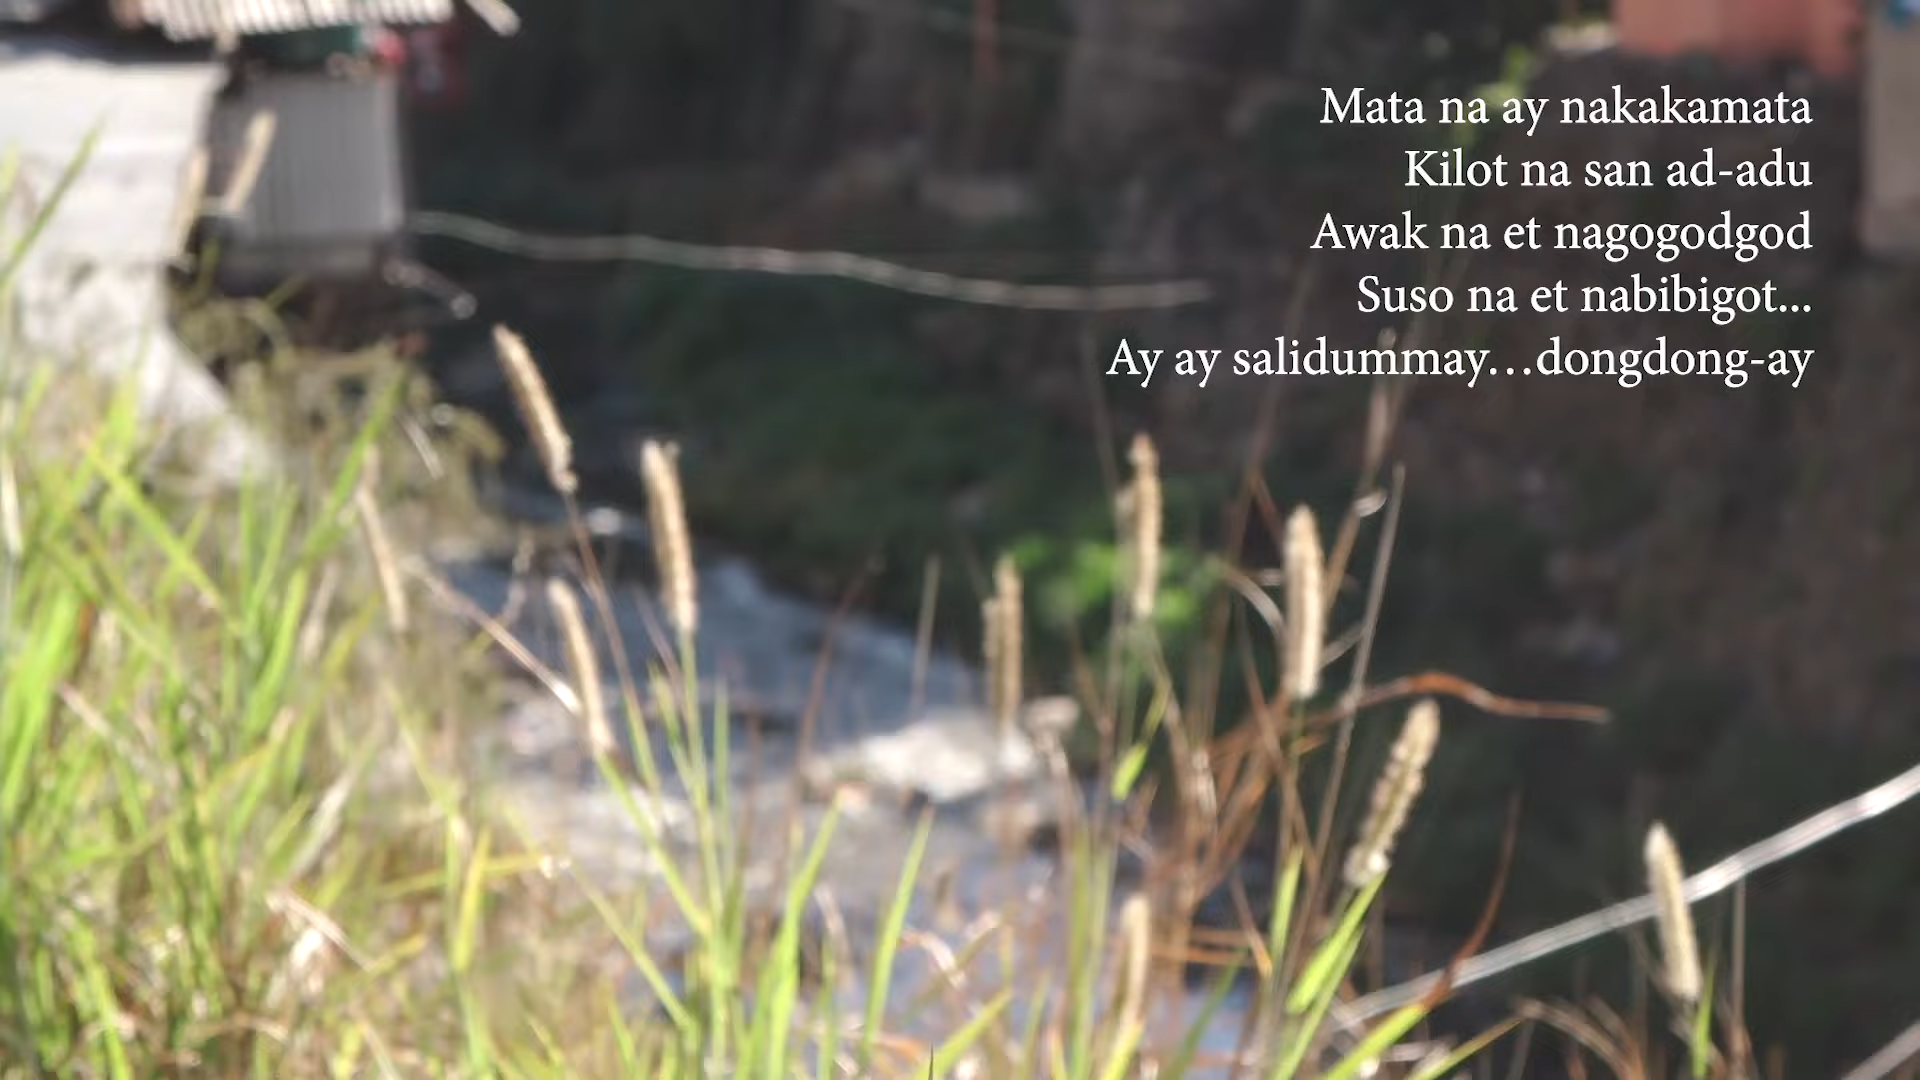 Mata na ay nakakamata
Kilot na san ad-adu
Awak na et nagogodgod
Suso na et nabibigot...
Ay ay salidummay…dongdong-ay